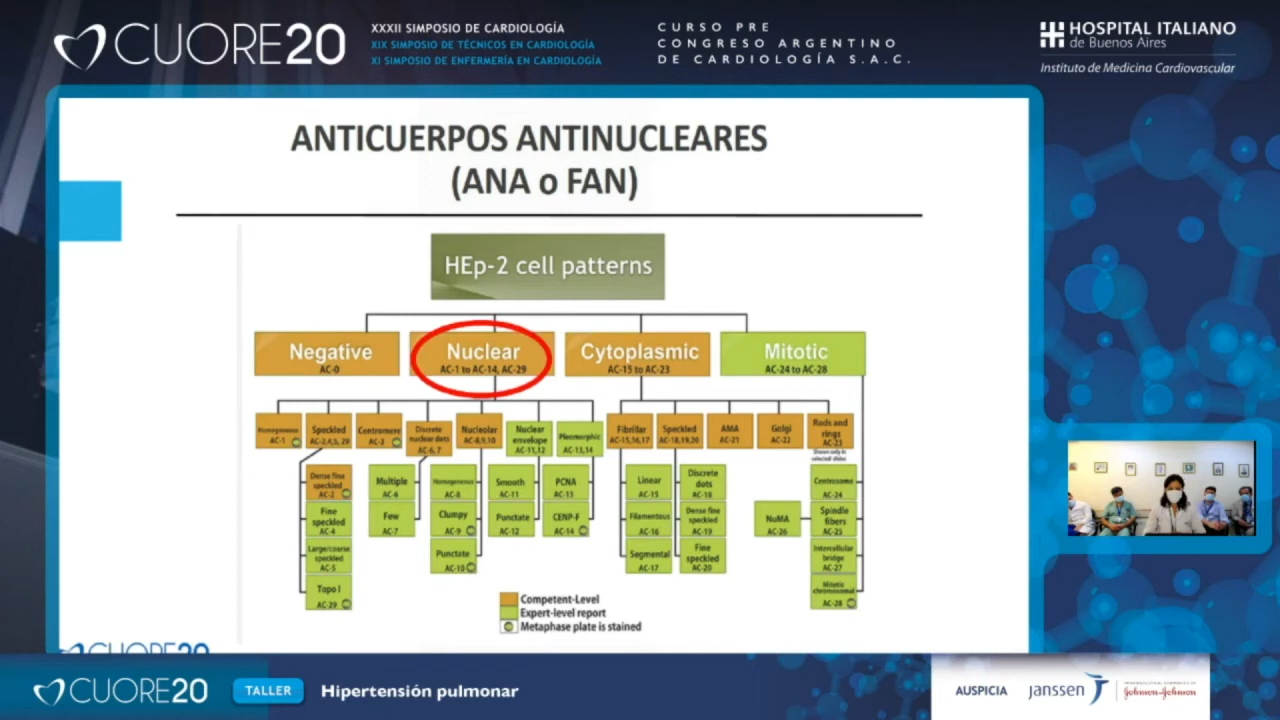 CUORE20
XXXII SIMPOSIO DE CARDIOLOGÍA
XIX SIMPOSIO DE TÉCNICOS EN CARDIOLOGÍA
XI SIMPOSIO DE ENFERMERÍA EN CARDIOLOGÍA
CURSO PRE
CONGRESO ARGENTINO
DE CARDIOLOGÍA S.A.C.
HOSPITAL ITALIANO
de Buenos Aires
Instituto de Medicina Cardiovascular
ANTICUERPOS ANTINUCLEARES
(ANA o FAN)
HEp-2 cell patterns
Negative
AC-0
Nuclear
AC-1 to AC-14, AC-29
Cytoplasmic
AC-15 to AC-23
Mitotic
AC-24 to AC-28
Homogeneous
AC-1
Speckled
AC-2,4,5, 29
Centromere
AC-3
Discrete
nuclear dots
AC-6, 7
Nucleolar
AC-8,9,10
Nuclear
envelope
AC-11,12
Pleomorphic
AC-13,14
Fibrillar
AC-15,16,17
Speckled
AC-18,19,20
AMA
AC-21
Golgi
AC-22
Rods and
rings
AC-23
Shown only in
selected slides
Dense fine
speckled
AC-2
Fine
speckled
AC-4
Large/coarse
speckled
AC-5
Topo I
AC-29
Multiple
AC-6
Few
AC-7
Homogeneous
AC-8
Clumpy
AC-9
Punctate
AC-10
Smooth
AC-11
Punctate
AC-12
PCNA
AC-13
CENP-F
AC-14
Linear
AC-15
Filamentous
AC-16
Segmental
AC-17
Discrete
dots
AC-18
Dense fine
speckled
AC-19
Fine
speckled
AC-20
NuMA
AC-26
Centrosome
AC-24
Spindle
fibers
AC-25
Intercellular
bridge
AC-27
Mitotic
chromosomal
AC-28
Competent-Level
Expert-level report
Metaphase plate is stained
CUORE20
CUORE20
TALLER
Hipertensión pulmonar
AUSPICIA
janssen
Johnson & Johnson